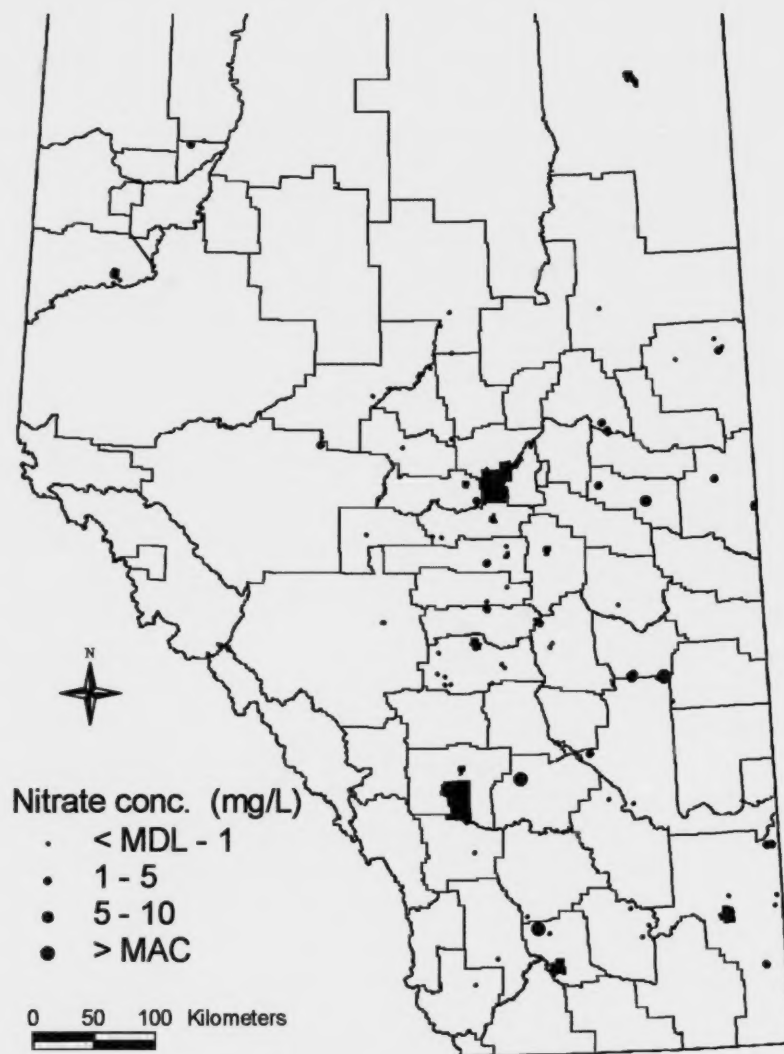 N
Nitrate conc. (mg/L)
< MDL - 1
1 - 5
5 - 10
> MAC
0 50 100 Kilometers